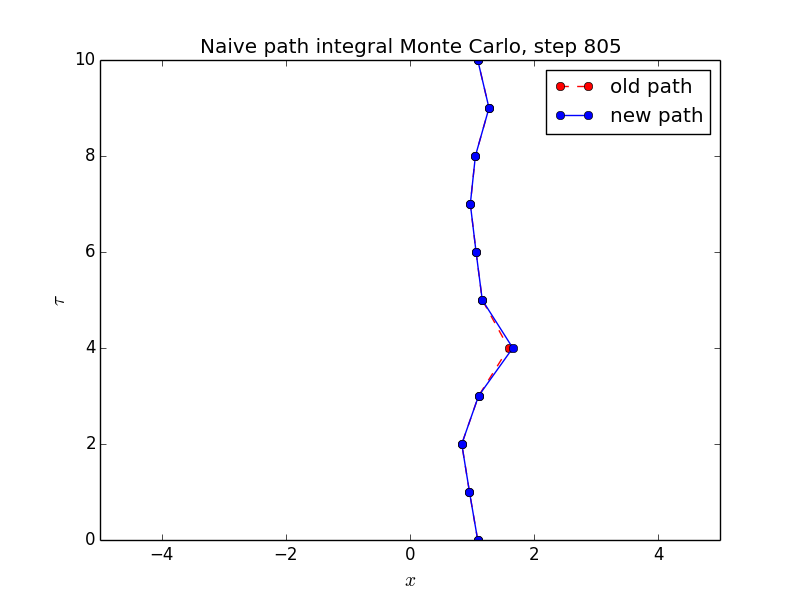 Naive path integral Monte Carlo, step 805
old path
new path
10
8
6
4
2
0
τ
−4 −2 0 2 4
x